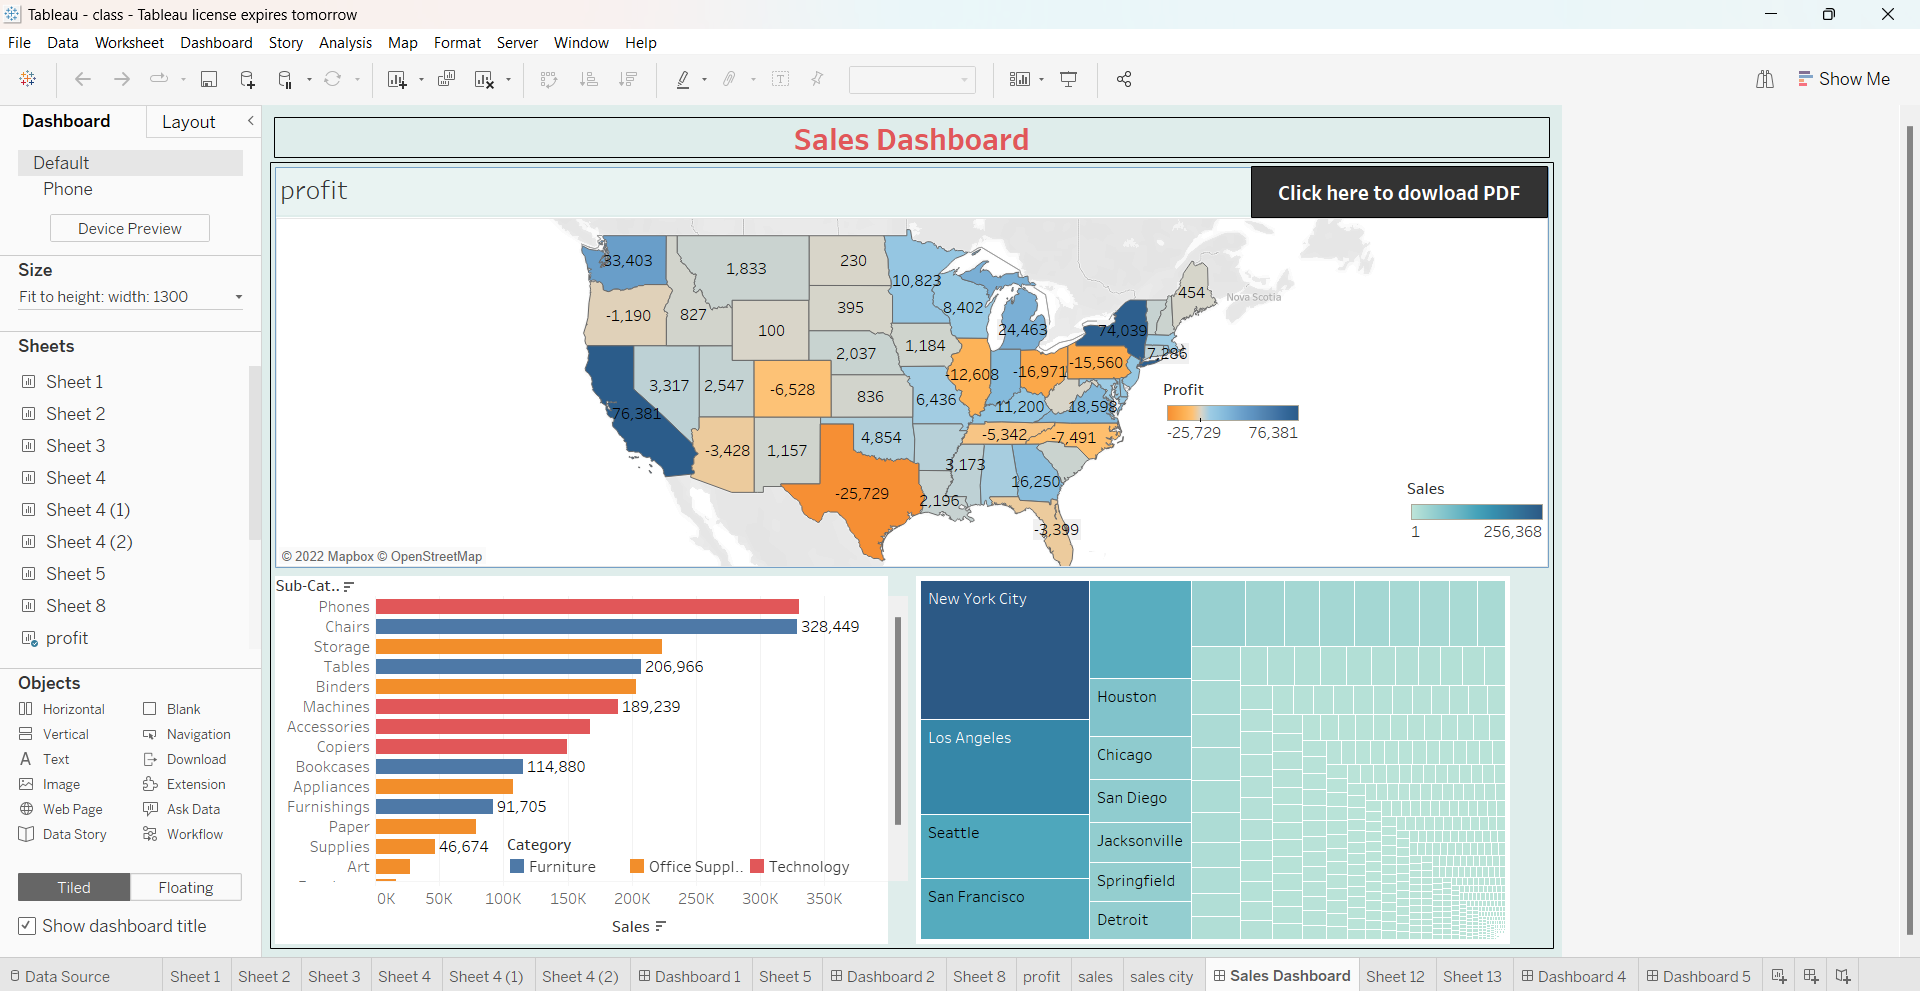 Tableau - class - Tableau license expires tomorrow
File Data Worksheet Dashboard Story Analysis Map Format Server Window Help
Show Me
Dashboard Layout
Default
Phone
Device Preview
Size
Fit to height: width: 1300
Sheets
Sheet 1
Sheet 2
Sheet 3
Sheet 4
Sheet 4 (1)
Sheet 4 (2)
Sheet 5
Sheet 8
profit
Objects
Horizontal Blank
Vertical Navigation
Text Download
Image Extension
Web Page Ask Data
Data Story Workflow
Tiled Floating
Show dashboard title
Sales Dashboard
profit
Click here to dowload PDF
33,403
1,833
230
10,823
454
Nova Scotia
-1,190
827
395
8,402
24,463
74,039
100
2,037
1,184
7,286
3,317
2,547
-6,528
836
6,436
-12,608
-16,971
-15,560
76,381
11,200
18,598
-3,428
1,157
4,854
-5,342
-7,491
3,173
16,250
-25,729
2,196
-3,399
Profit
-25,729 76,381
Sales
1 256,368
© 2022 Mapbox © OpenStreetMap
Sub-Cat..
Phones
Chairs 328,449
Storage
Tables 206,966
Binders
Machines 189,239
Accessories
Copiers
Bookcases 114,880
Appliances
Furnishings 91,705
Paper
Supplies 46,674
Art
Category
Furniture Office Suppl.. Technology
0K 50K 100K 150K 200K 250K 300K 350K
Sales
New York City
Los Angeles
Seattle
San Francisco
Houston
Chicago
San Diego
Jacksonville
Springfield
Detroit
Data Source Sheet 1 Sheet 2 Sheet 3 Sheet 4 Sheet 4 (1) Sheet 4 (2) Dashboard 1 Sheet 5 Dashboard 2 Sheet 8 profit sales sales city Sales Dashboard Sheet 12 Sheet 13 Dashboard 4 Dashboard 5